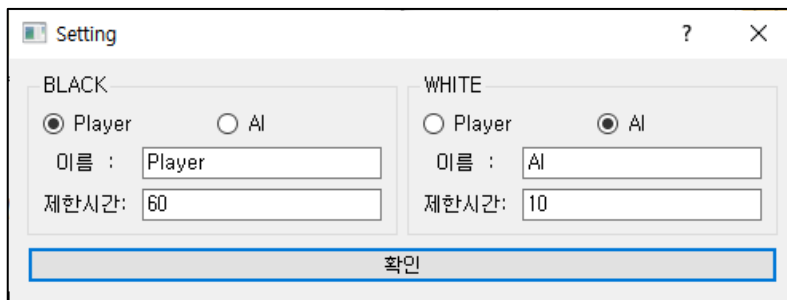 Setting ?
BLACK
Player AI
이름 : Player
제한시간: 60
WHITE
Player AI
이름 : AI
제한시간: 10
확인